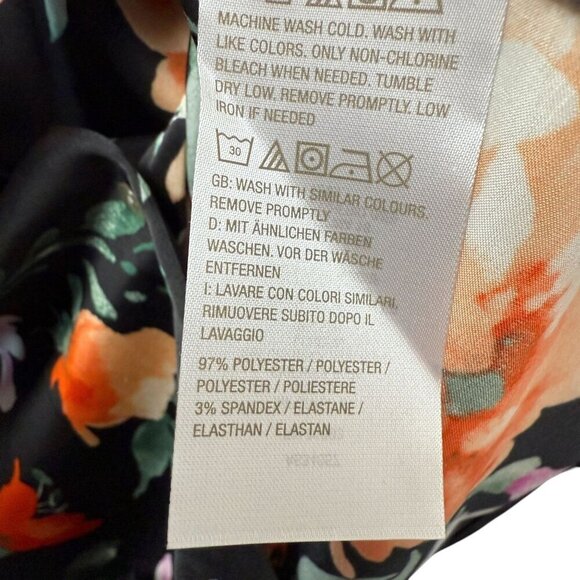 MACHINE WASH COLD. WASH WITH
LIKE COLORS. ONLY NON-CHLORINE
BLEACH WHEN NEEDED. TUMBLE
DRY LOW. REMOVE PROMPTLY. LOW
IRON IF NEEDED
30
GB: WASH WITH SIMILAR COLOURS.
REMOVE PROMPTLY
D: MIT ÄHNLICHEN FARBEN
WASCHEN. VOR DER WÄSCHE
ENTFERNEN
I: LAVARE CON COLORI SIMILARI.
RIMUOVERE SUBITO DOPO IL
LAVAGGIO
97% POLYESTER / POLYESTER /
POLYESTER / POLIESTERE
3% SPANDEX / ELASTANE /
ELASTHAN / ELASTAN